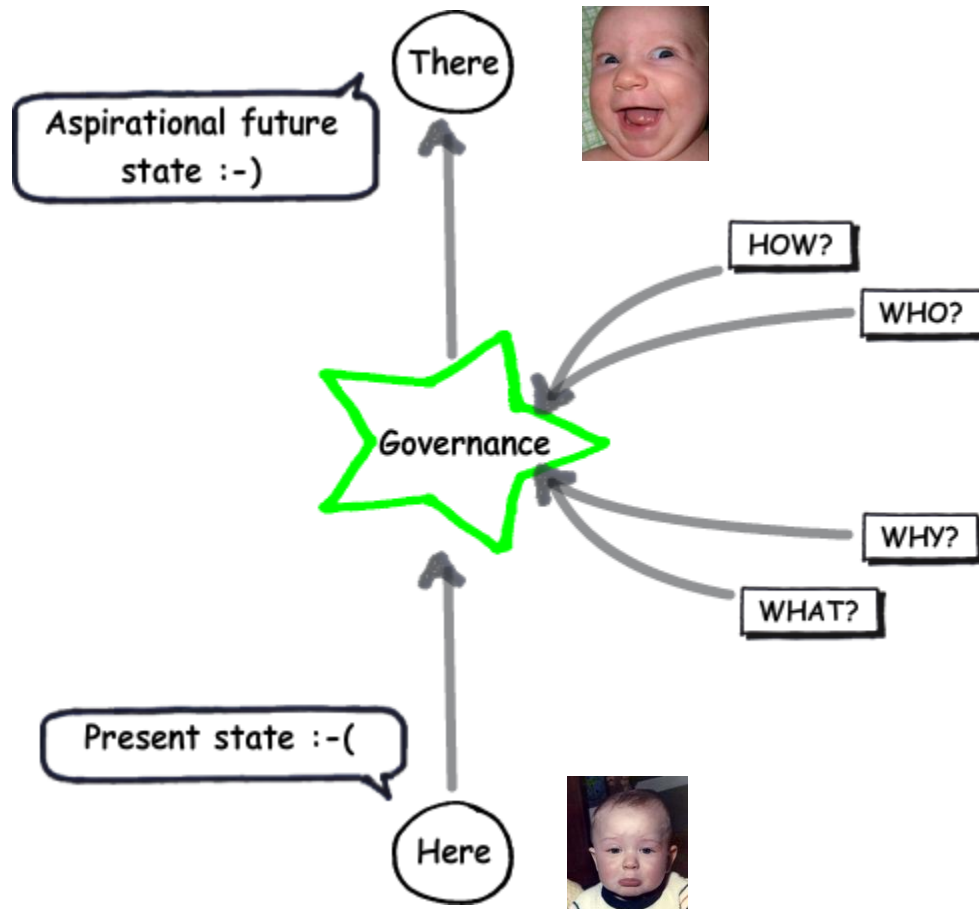 There
Aspirational future
state :-)
HOW?
WHO?
Governance
WHY?
WHAT?
Present state :-(
Here